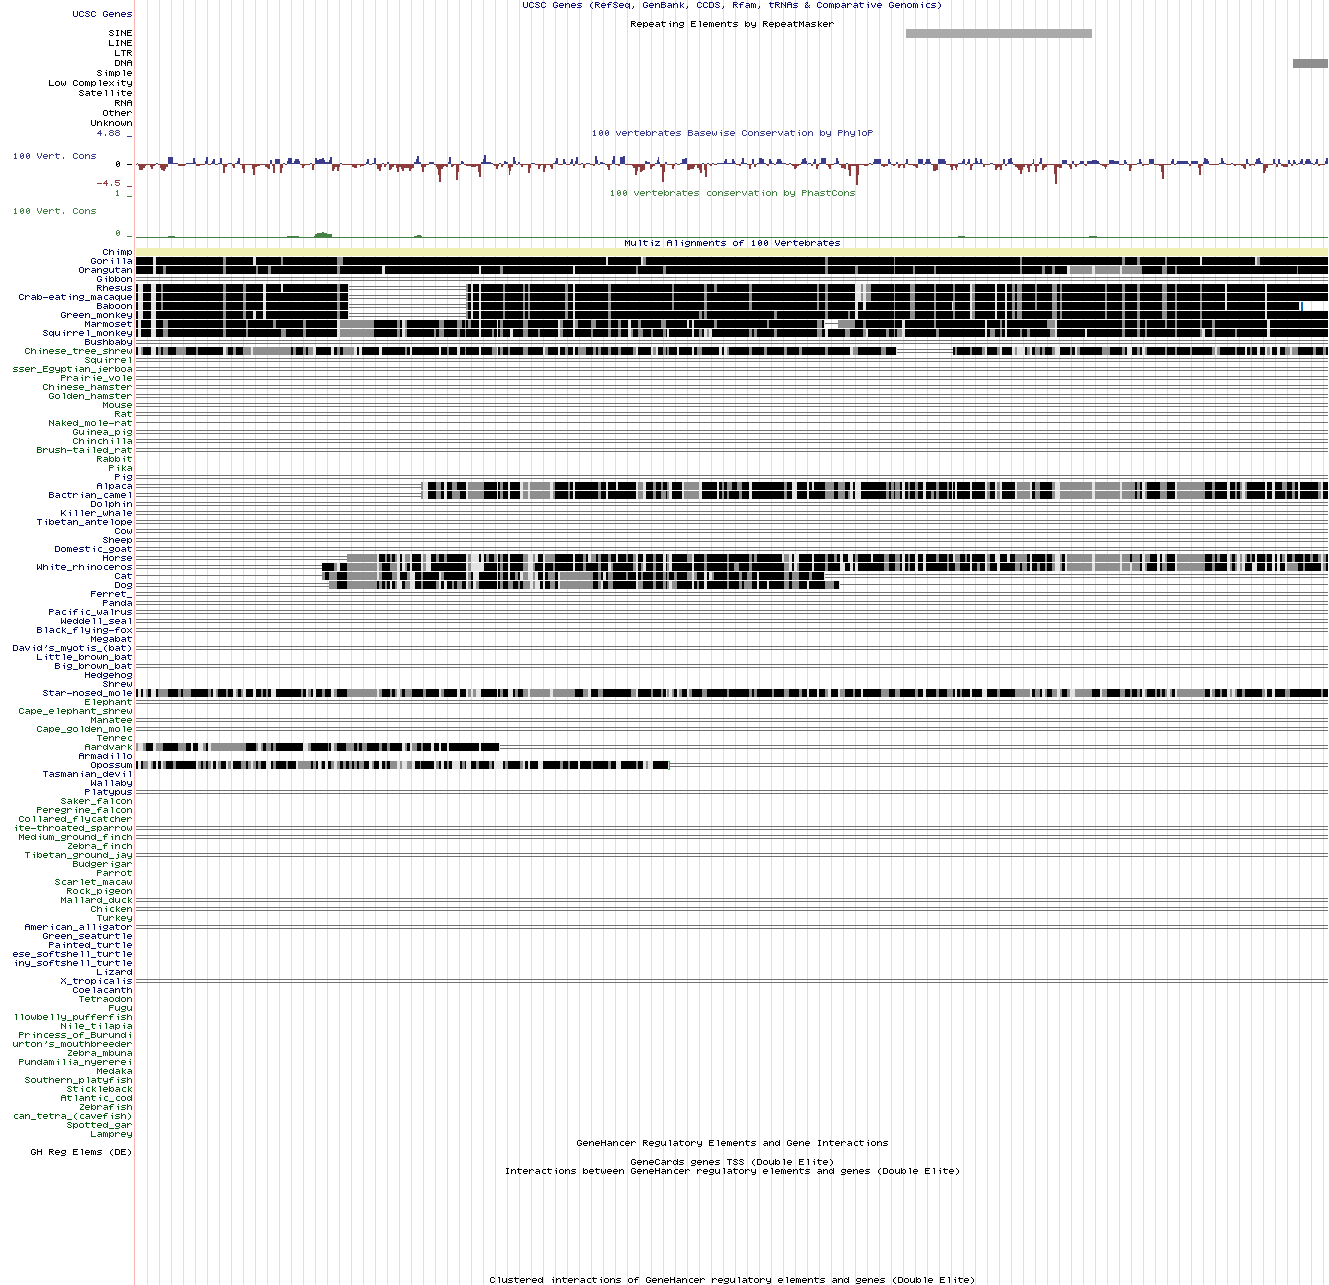 UCSC Genes (RefSeq, GenBank, CCDS, Rfam, tRNAs & Comparative Genomics)
UCSC Genes
Repeating Elements by RepeatMasker
SINE
LINE
LTR
DNA
Simple
Low Complexity
Satellite
RNA
Other
Unknown
4.88 _
100 vertebrates Basewise Conservation by PhyloP
100 Vert. Cons
0 _
-4.5 _
1 _
100 vertebrates conservation by PhastCons
100 Vert. Cons
0 _
Multiz Alignments of 100 Vertebrates
Chimp
Gorilla
Orangutan
Gibbon
Rhesus
Crab-eating_macaque
Baboon
Green_monkey
Marmoset
Squirrel_monkey
Bushbaby
Chinese_tree_shrew
Squirrel
sser_Egyptian_jerboa
Prairie_vole
Chinese_hamster
Golden_hamster
Mouse
Rat
Naked_mole-rat
Guinea_pig
Chinchilla
Brush-tailed_rat
Rabbit
Pika
Pig
Alpaca
Bactrian_camel
Dolphin
Killer_whale
Tibetan_antelope
Cow
Sheep
Domestic_goat
Horse
White_rhinoceros
Cat
Dog
Ferret_
Panda
Pacific_walrus
Weddell_seal
Black_flying-fox
Megabat
David's_myotis_(bat)
Little_brown_bat
Big_brown_bat
Hedgehog
Shrew
Star-nosed_mole
Elephant
Cape_elephant_shrew
Manatee
Cape_golden_mole
Tenrec
Aardvark
Armadillo
Opossum
Tasmanian_devil
Wallaby
Platypus
Saker_falcon
Peregrine_falcon
Collared_flycatcher
ite-throated_sparrow
Medium_ground_finch
Zebra_finch
Tibetan_ground_jay
Budgerigar
Parrot
Scarlet_macaw
Rock_pigeon
Mallard_duck
Chicken
Turkey
American_alligator
Green_seaturtle
Painted_turtle
ese_softshell_turtle
iny_softshell_turtle
Lizard
X_tropicalis
Coelacanth
Tetraodon
Fugu
llowbelly_pufferfish
Nile_tilapia
Princess_of_Burundi
urton's_mouthbreeder
Zebra_mbuna
Pundamilia_nyererei
Medaka
Southern_platyfish
Stickleback
Atlantic_cod
Zebrafish
can_tetra_(cavefish)
Spotted_gar
Lamprey
GeneHancer Regulatory Elements and Gene Interactions
GH Reg Elems (DE)
GeneCards genes TSS (Double Elite)
Interactions between GeneHancer regulatory elements and genes (Double Elite)
Clustered interactions of GeneHancer regulatory elements and genes (Double Elite)